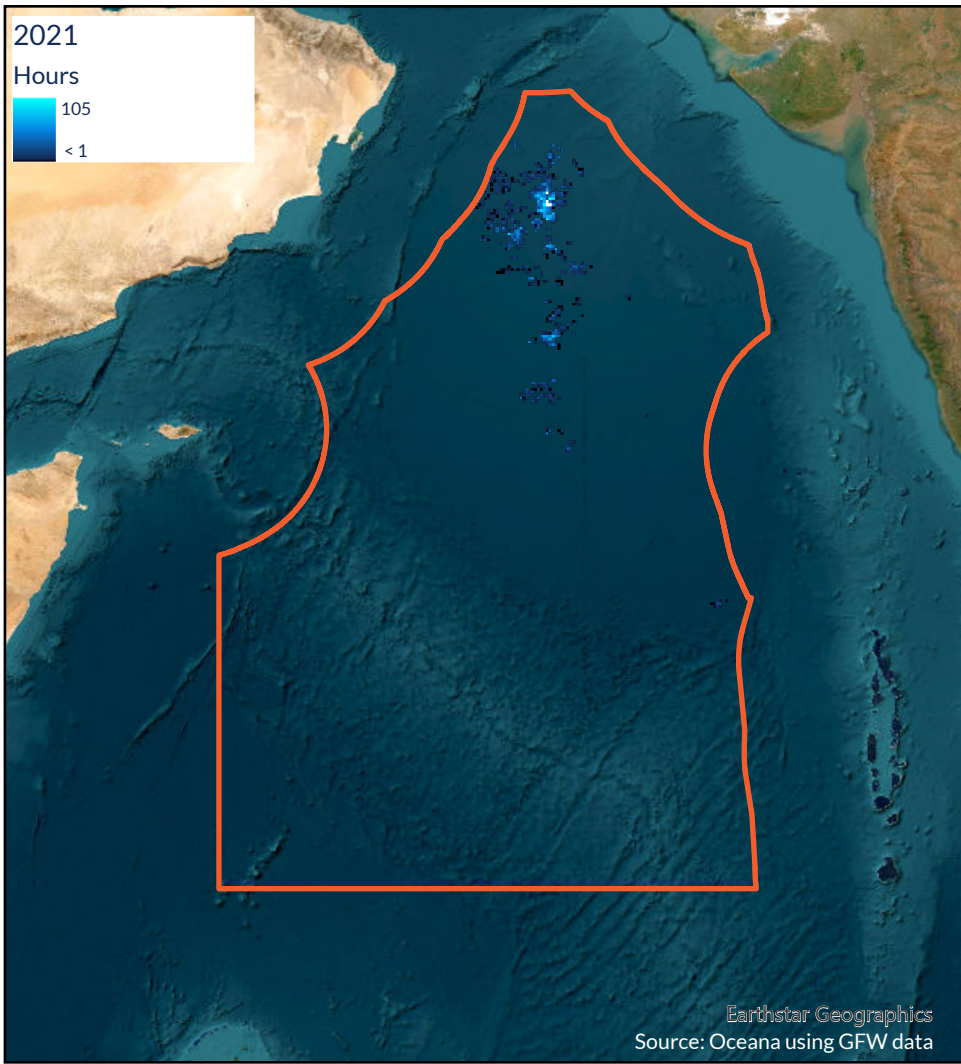 2021
Hours
105
< 1
Earthstar Geographics
Source: Oceana using GFW data